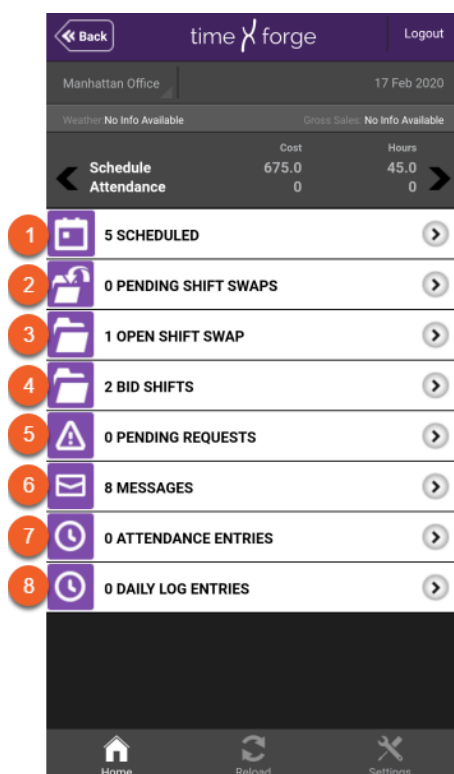 Back time forge Logout
Manhattan Office 17 Feb 2020
Weather: No Info Available Gross Sales: No Info Available
Cost Hours
Schedule 675.0 45.0
Attendance 0 0
1 5 SCHEDULED
2 0 PENDING SHIFT SWAPS
3 1 OPEN SHIFT SWAP
4 2 BID SHIFTS
5 0 PENDING REQUESTS
6 8 MESSAGES
7 0 ATTENDANCE ENTRIES
8 0 DAILY LOG ENTRIES
Home Reload Settings